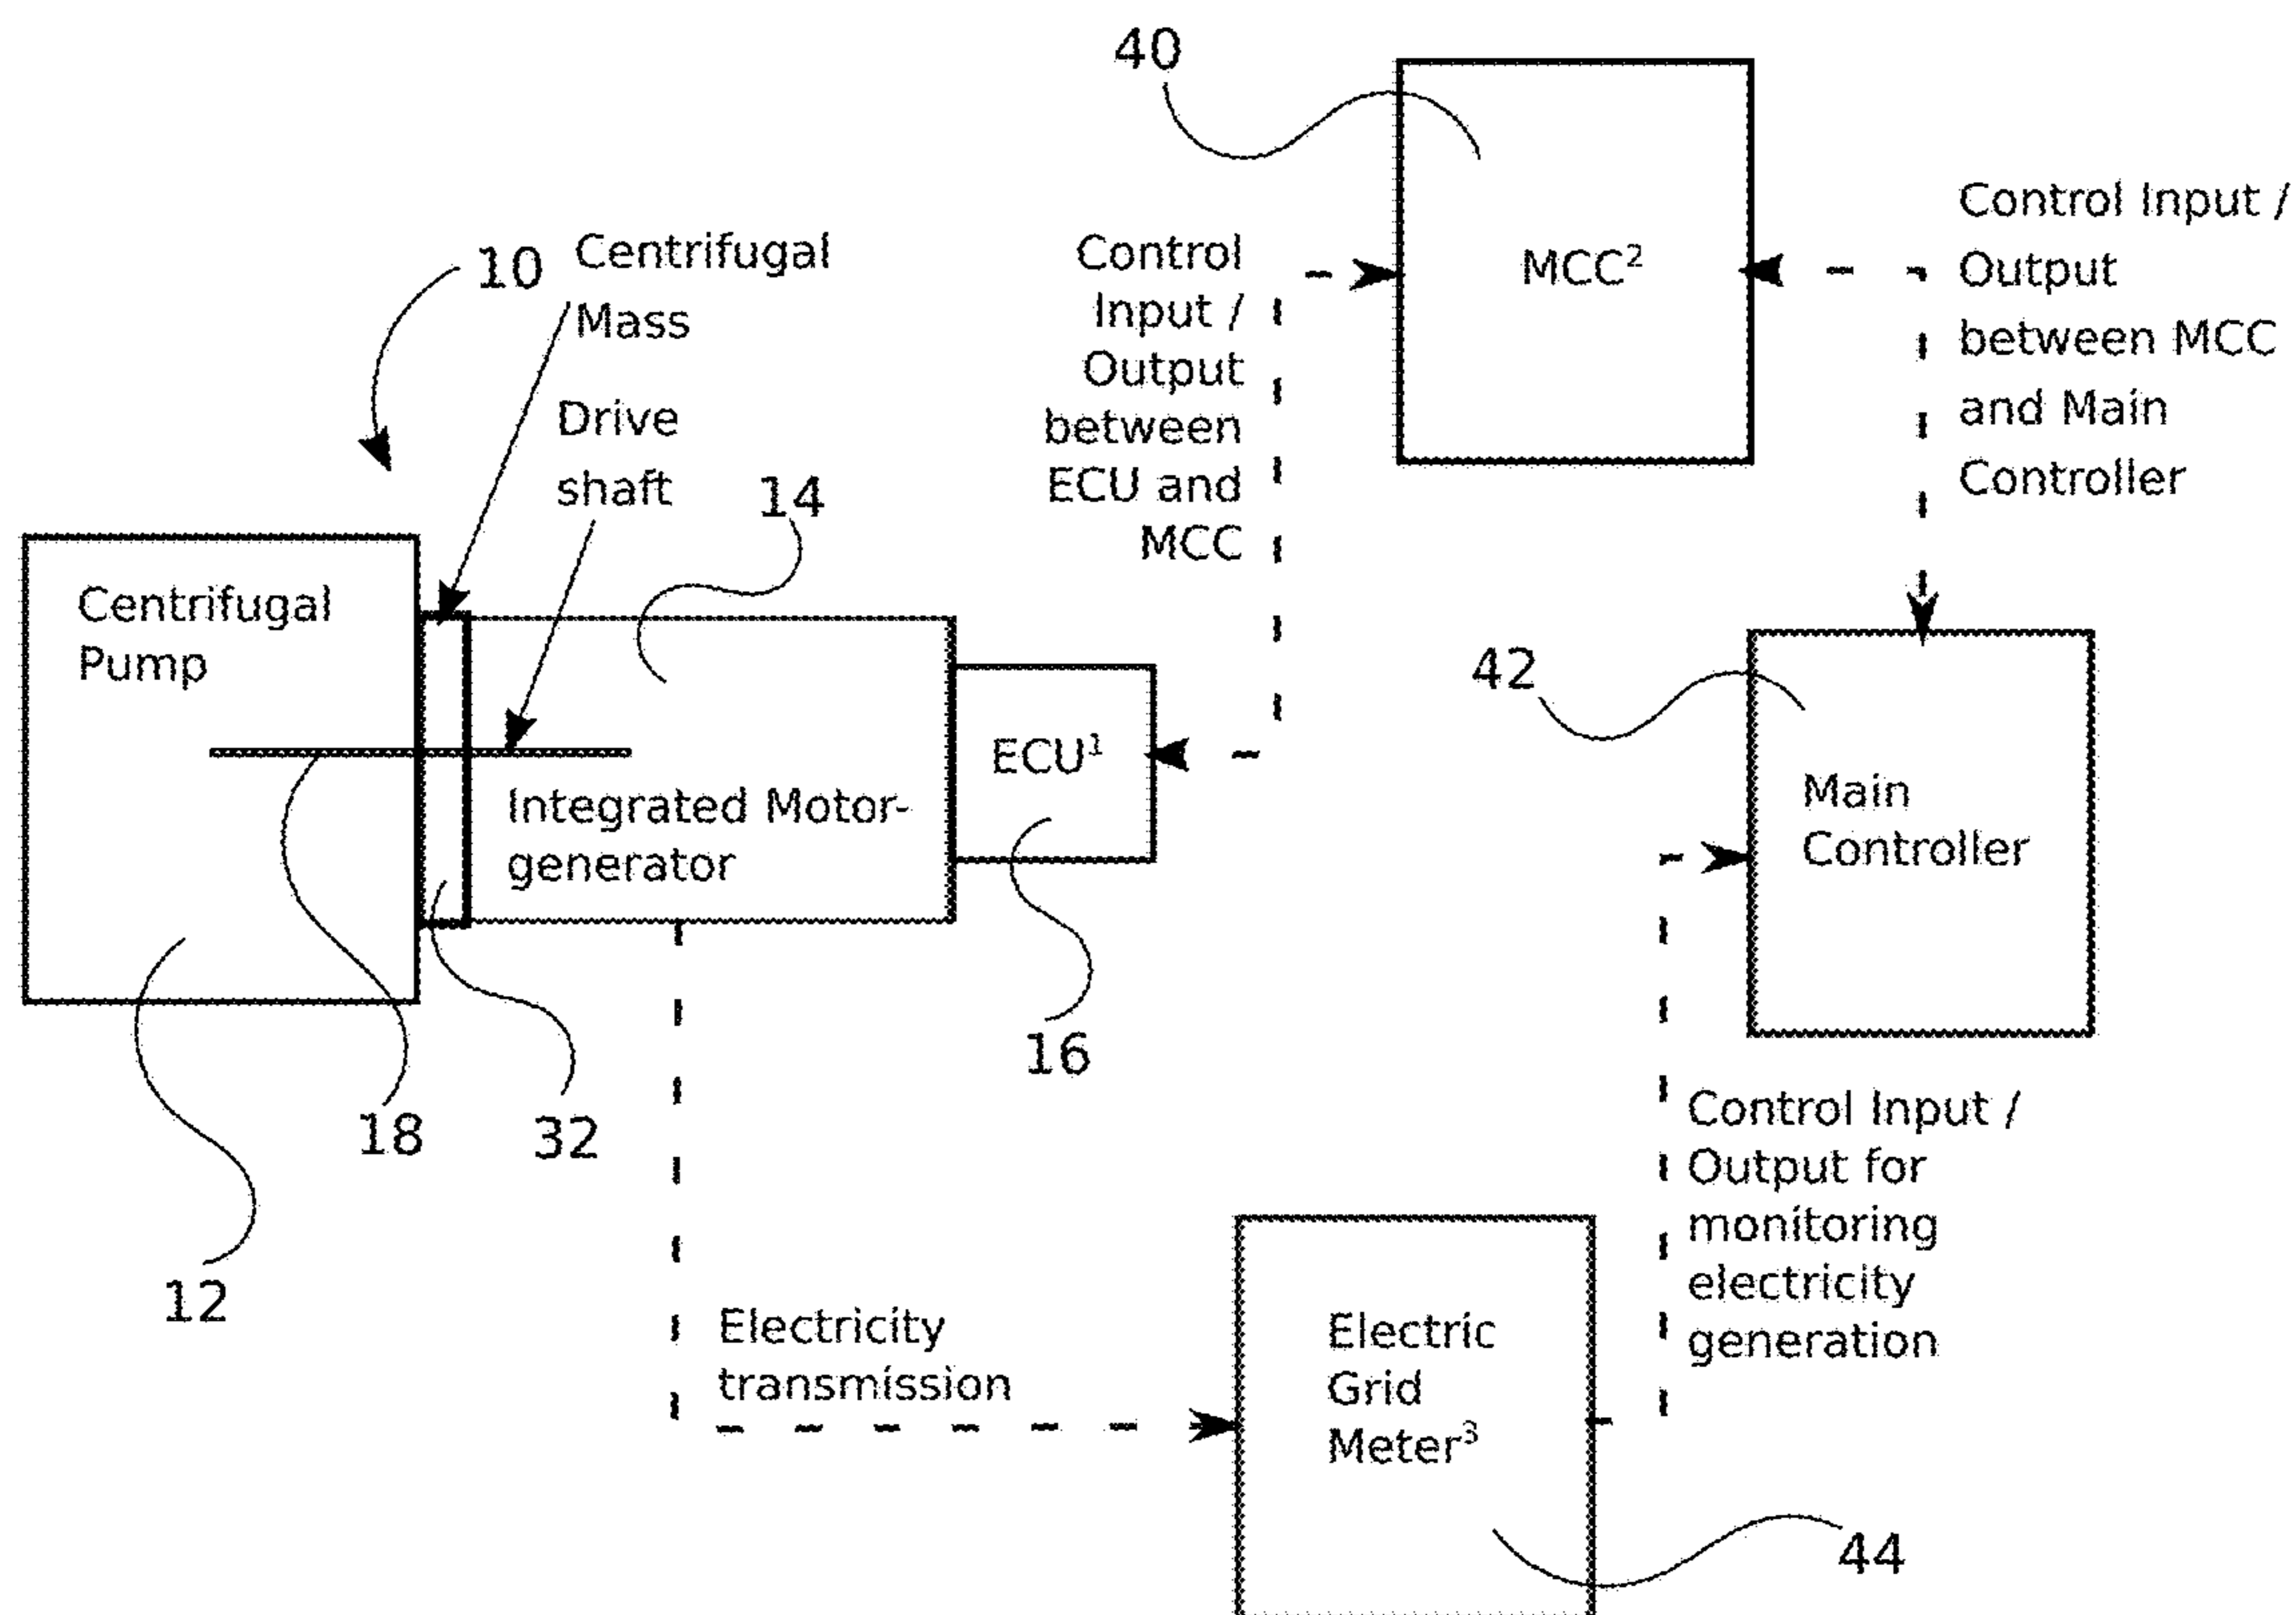 40
Control Input /
Output
between MCC
and Main
Controller
MCC²
Control
Input /
Output
between
ECU and
MCC
10
Centrifugal
Mass
Drive
shaft
14
Centrifugal
Pump
42
ECU¹
Integrated Motor-
generator
Main
Controller
16
18
32
12
Control Input /
Output for
monitoring
electricity
generation
Electricity
transmission
Electric
Grid
Meter³
44